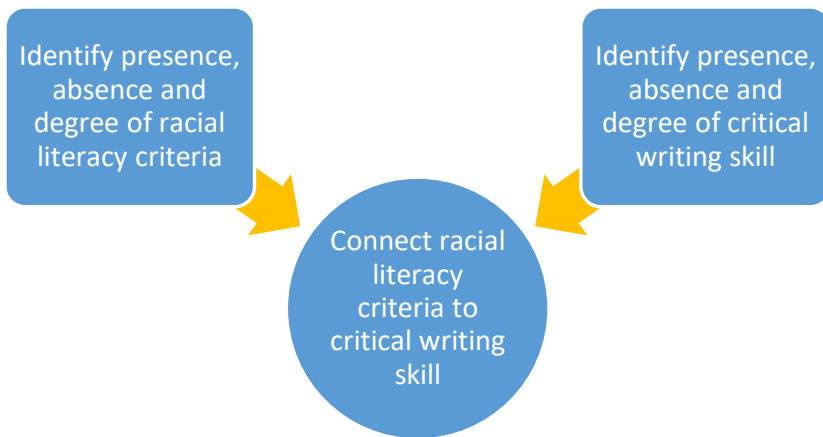 Identify presence,
absence and
degree of racial
literacy criteria
Identify presence,
absence and
degree of critical
writing skill
Connect racial
literacy
criteria to
critical writing
skill